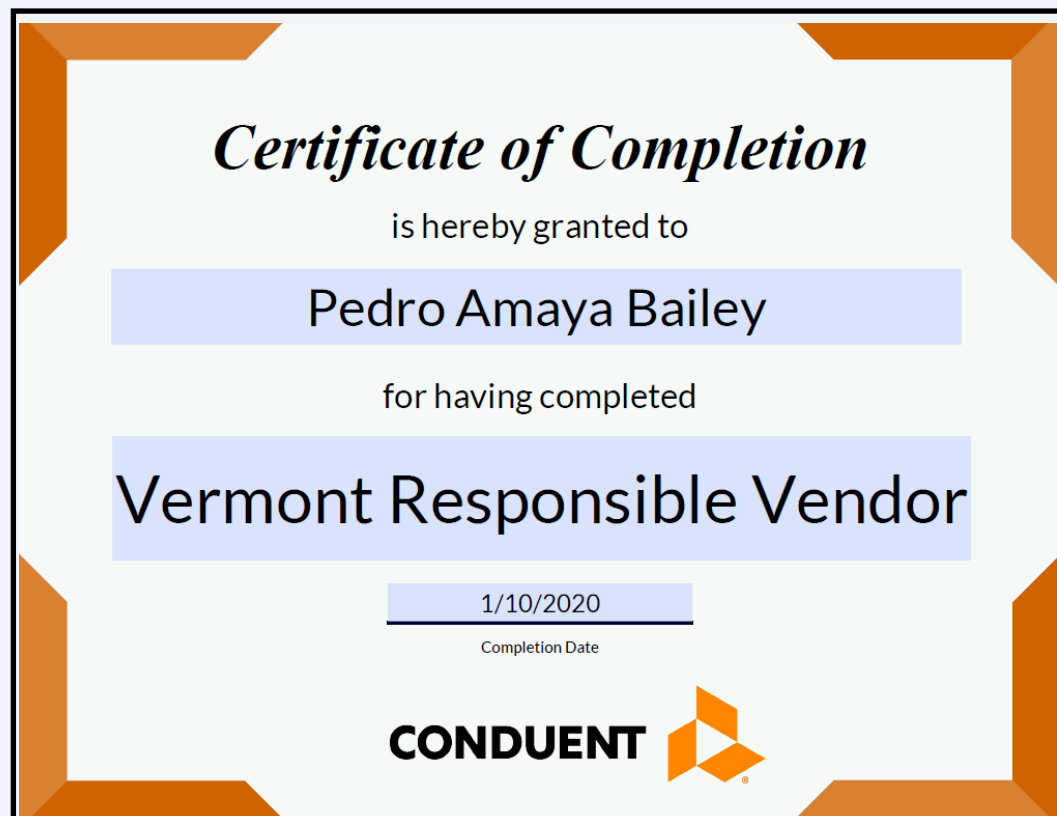 Certificate of Completion
is hereby granted to
Pedro Amaya Bailey
for having completed
Vermont Responsible Vendor
1/10/2020
Completion Date
CONDUENT
®